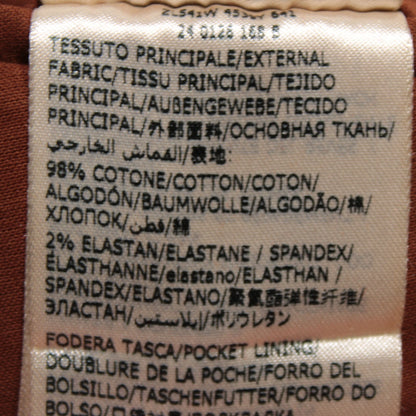 24 0126 168 B
TESSUTO PRINCIPALE/EXTERNAL
FABRIC/TISSU PRINCIPAL/TEJIDO
PRINCIPAL/AUßENGEWEBE/TECIDO
PRINCIPAL/外部面料/ОСНОВНАЯ ТКАНЬ/
القماش الخارجي/表地:
98% COTONE/COTTON/COTON/
ALGODÓN/BAUMWOLLE/ALGODÃO/棉/
ХЛОПОК/قطن/綿
2% ELASTAN/ELASTANE / SPANDEX/
ÉLASTHANNE/elastano/ELASTHAN /
SPANDEX/ELASTANO/聚氨酯弹性纤维/
ЭЛАСТАН/إيلاستين/ポリウレタン
FODERA TASCA/POCKET LINING/
DOUBLURE DE LA POCHE/FORRO DEL
BOLSILLO/TASCHENFUTTER/FORRO DO